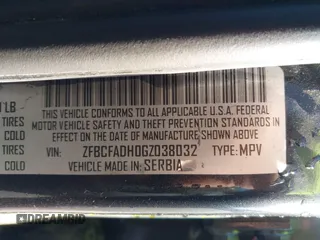 LB
TIRES
COLD
TIRES
COLD
THIS VEHICLE CONFORMS TO ALL APPLICABLE U.S.A. FEDERAL
MOTOR VEHICLE SAFETY AND THEFT PREVENTION STANDARDS IN
EFFECT ON THE DATE OF MANUFACTURE SHOWN ABOVE.
VIN: ZFBCFADH0GZ038032 TYPE: MPV
VEHICLE MADE IN: SERBIA
DREAMBID